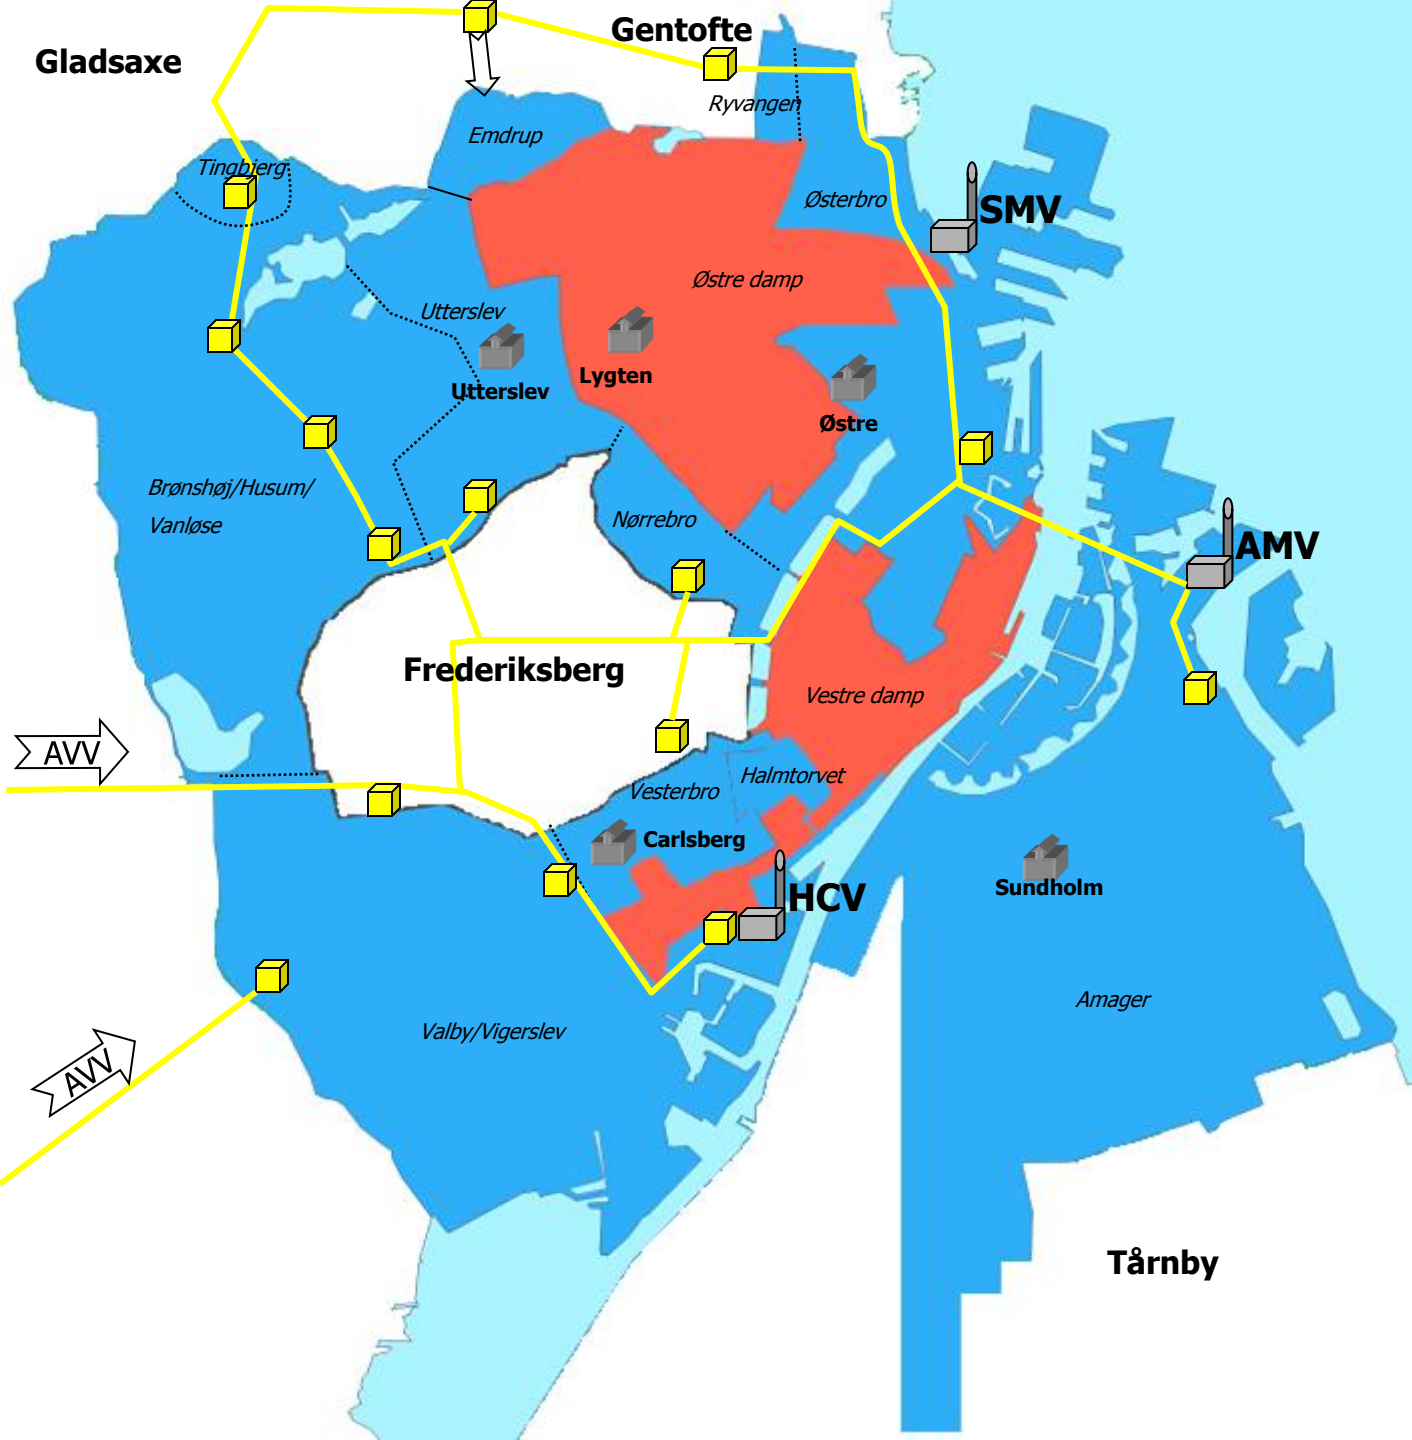 Gentofte
Gladsaxe
Ryvangen
Emdrup
Tingbjerg
Østerbro
SMV
Østre damp
Utterslev
Utterslev
Lygten
Østre
Brønshøj/Husum/
Vanløse
Nørrebro
AMV
Frederiksberg
Vestre damp
AVV
Halmtorvet
Vesterbro
Carlsberg
Sundholm
HCV
Amager
Valby/Vigerslev
AVV
Tårnby